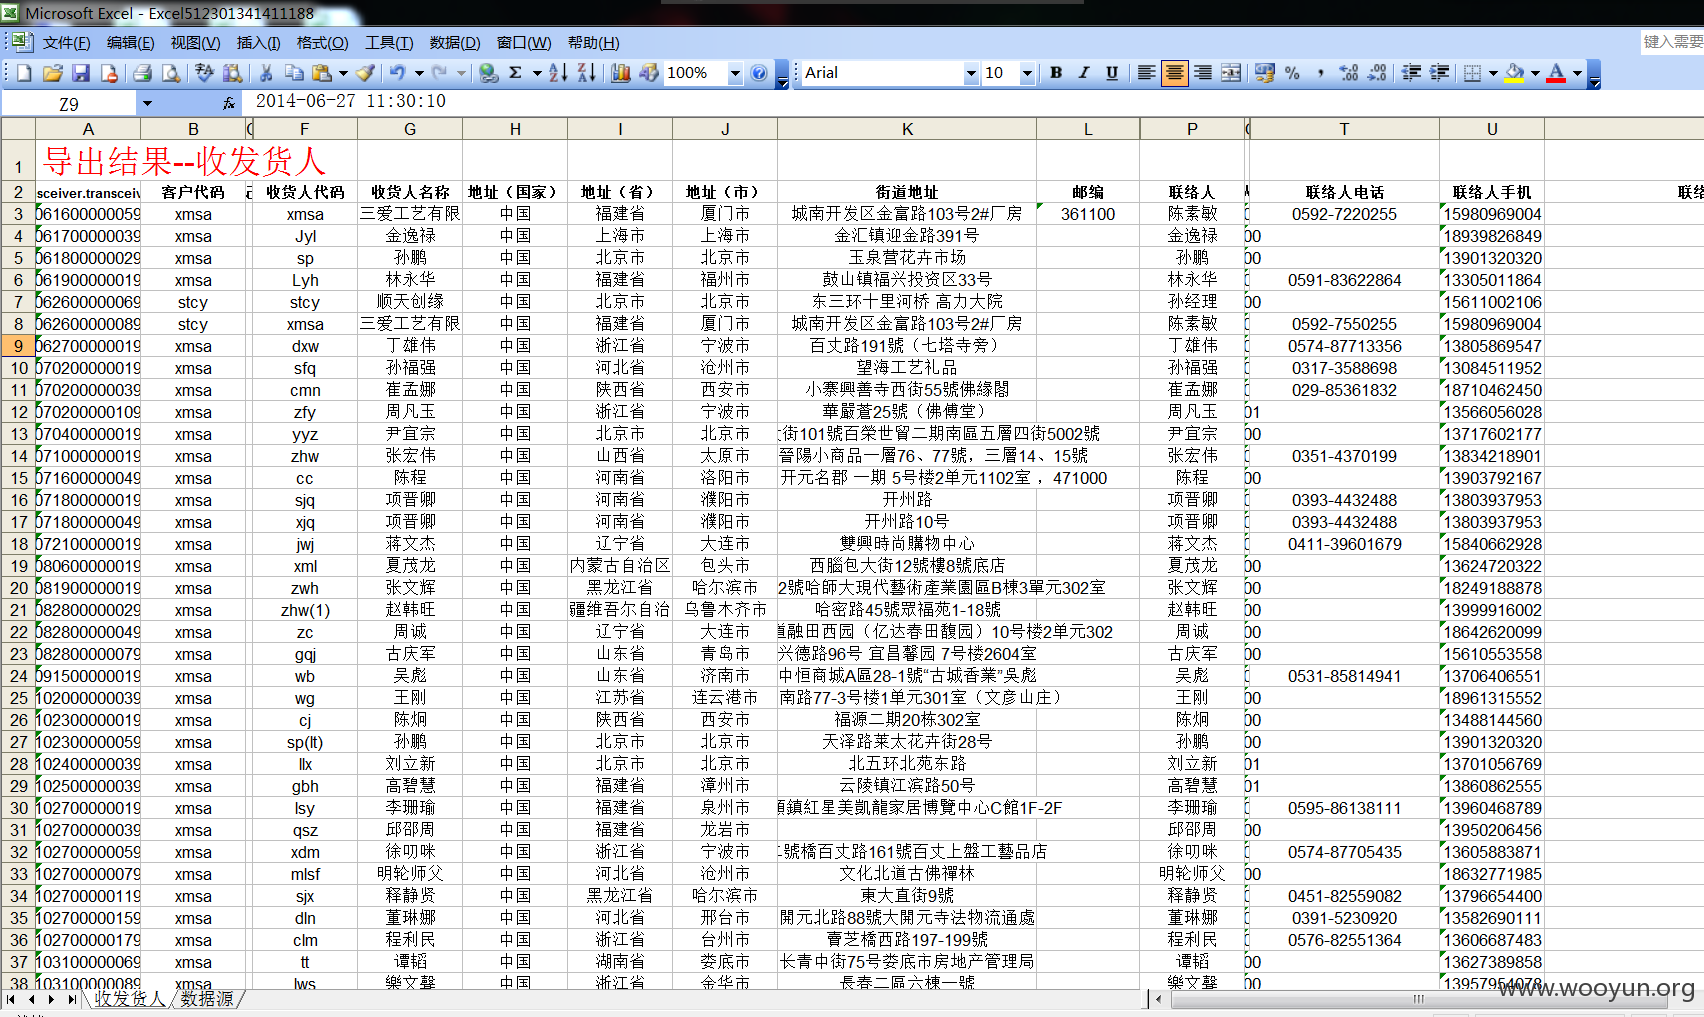 Microsoft Excel - Excel512301341411188
文件(F) 编辑(E) 视图(V) 插入(I) 格式(O) 工具(T) 数据(D) 窗口(W) 帮助(H) 键入需要
100% Arial 10 B I U
Z9 fx 2014-06-27 11:30:10
A B F G H I J K L P T U
1 导出结果--收发货人
2 sceiver.transceiv 客户代码 收货人代码 收货人名称 地址（国家） 地址（省） 地址（市） 街道地址 邮编 联络人 联络人电话 联络人手机 联络
3 061600000059 xmsa xmsa 三爱工艺有限 中国 福建省 厦门市 城南开发区金富路103号2#厂房 361100 陈素敏 0592-7220255 15980969004
4 061700000039 xmsa Jyl 金逸禄 中国 上海市 上海市 金汇镇迎金路391号 金逸禄 00 18939826849
5 061800000029 xmsa sp 孙鹏 中国 北京市 北京市 玉泉营花卉市场 孙鹏 00 13901320320
6 061900000019 xmsa Lyh 林永华 中国 福建省 福州市 鼓山镇福兴投资区33号 林永华 0591-83622864 13305011864
7 062600000069 stcy stcy 顺天创缘 中国 北京市 北京市 东三环十里河桥 高力大院 孙经理 00 15611002106
8 062600000089 stcy xmsa 三爱工艺有限 中国 福建省 厦门市 城南开发区金富路103号2#厂房 陈素敏 0592-7550255 15980969004
9 062700000019 xmsa dxw 丁雄伟 中国 浙江省 宁波市 百丈路191號（七塔寺旁） 丁雄伟 0574-87713356 13805869547
10 070200000019 xmsa sfq 孙福强 中国 河北省 沧州市 望海工艺礼品 孙福强 0317-3588698 13084511952
11 070200000039 xmsa cmn 崔孟娜 中国 陕西省 西安市 小寨興善寺西街55號佛緣閣 崔孟娜 029-85361832 18710462450
12 070200000109 xmsa zfy 周凡玉 中国 浙江省 宁波市 華嚴薈25號（佛傅堂） 周凡玉 01 13566056028
13 070400000019 xmsa yyz 尹宜宗 中国 北京市 北京市 街101號百榮世留二期南區五層四街5002號 尹宜宗 00 13717602177
14 071000000019 xmsa zhw 张宏伟 中国 山西省 太原市 晉陽小商品一層76、77號，三層14、15號 张宏伟 0351-4370199 13834218901
15 071600000049 xmsa cc 陈程 中国 河南省 洛阳市 开元名郡 一期 5号楼2单元1102室 ，471000 陈程 00 13903792167
16 071800000019 xmsa sjq 项晋卿 中国 河南省 濮阳市 开州路 项晋卿 0393-4432488 13803937953
17 071800000049 xmsa xjq 项晋卿 中国 河南省 濮阳市 开州路10号 项晋卿 0393-4432488 13803937953
18 072100000019 xmsa jwj 蒋文杰 中国 辽宁省 大连市 雙興時尚購物中心 蒋文杰 0411-39601679 15840662928
19 080600000019 xmsa xml 夏茂龙 中国 内蒙古自治区 包头市 西腦包大街12號樓8號底店 夏茂龙 00 13624720322
20 081900000019 xmsa zwh 张文辉 中国 黑龙江省 哈尔滨市 2號哈師大現代藝術產業園區B棟3單元302室 张文辉 00 18249188878
21 082800000029 xmsa zhw(1) 赵韩旺 中国 疆维吾尔自治 乌鲁木齐市 哈密路45號眾福苑1-18號 赵韩旺 00 13999916002
22 082800000049 xmsa zc 周诚 中国 辽宁省 大连市 融田西园（亿达春田馥园）10号楼2单元302 周诚 00 18642620099
23 082800000079 xmsa gqj 古庆军 中国 山东省 青岛市 兴德路96号 宜昌馨园 7号楼2604室 古庆军 00 15610553558
24 091500000019 xmsa wb 吴彪 中国 山东省 济南市 中恒商城A區28-1號“古城香業”吳彪 吴彪 0531-85814941 13706406551
25 102000000039 xmsa wg 王刚 中国 江苏省 连云港市 南路77-3号楼1单元301室（文彦山庄） 王刚 00 18961315552
26 102300000019 xmsa cj 陈炯 中国 陕西省 西安市 福源二期20栋302室 陈炯 00 13488144560
27 102300000059 xmsa sp(lt) 孙鹏 中国 北京市 北京市 天泽路莱太花卉街28号 孙鹏 00 13901320320
28 102400000039 xmsa llx 刘立新 中国 北京市 北京市 北五环北苑东路 刘立新 01 13701056769
29 102500000039 xmsa gbh 高碧慧 中国 福建省 漳州市 云陵镇江滨路50号 高碧慧 01 13860862555
30 102700000019 xmsa lsy 李珊瑜 中国 福建省 泉州市 鎮紅星美凱龍家居博覽中心C館1F-2F 李珊瑜 0595-86138111 13960468789
31 102700000039 xmsa qsz 邱邵周 中国 福建省 龙岩市 邱邵周 00 13950206456
32 102700000059 xmsa xdm 徐叨咪 中国 浙江省 宁波市 號橋百丈路161號百丈上盤工藝品店 徐叨咪 0574-87705435 13605883871
33 102700000079 xmsa mlsf 明轮师父 中国 河北省 沧州市 文化北道古佛禪林 明轮师父 00 18632771985
34 102700000119 xmsa sjx 释静贤 中国 黑龙江省 哈尔滨市 東大直街9號 释静贤 0451-82559082 13796654400
35 102700000159 xmsa dln 董琳娜 中国 河北省 邢台市 開元北路88號大開元寺法物流通處 董琳娜 0391-5230920 13582690111
36 102700000179 xmsa clm 程利民 中国 浙江省 台州市 賣芝橋西路197-199號 程利民 0576-82551364 13606687483
37 103100000069 xmsa tt 谭韬 中国 湖南省 娄底市 长青中街75号娄底市房地产管理局 谭韬 00 13627389858
38 103100000089 xmsa lws 樂文聲 中国 浙江省 金华市 長春二區六棟一號 樂文聲
收发货人 数据源
www.wooyun.org